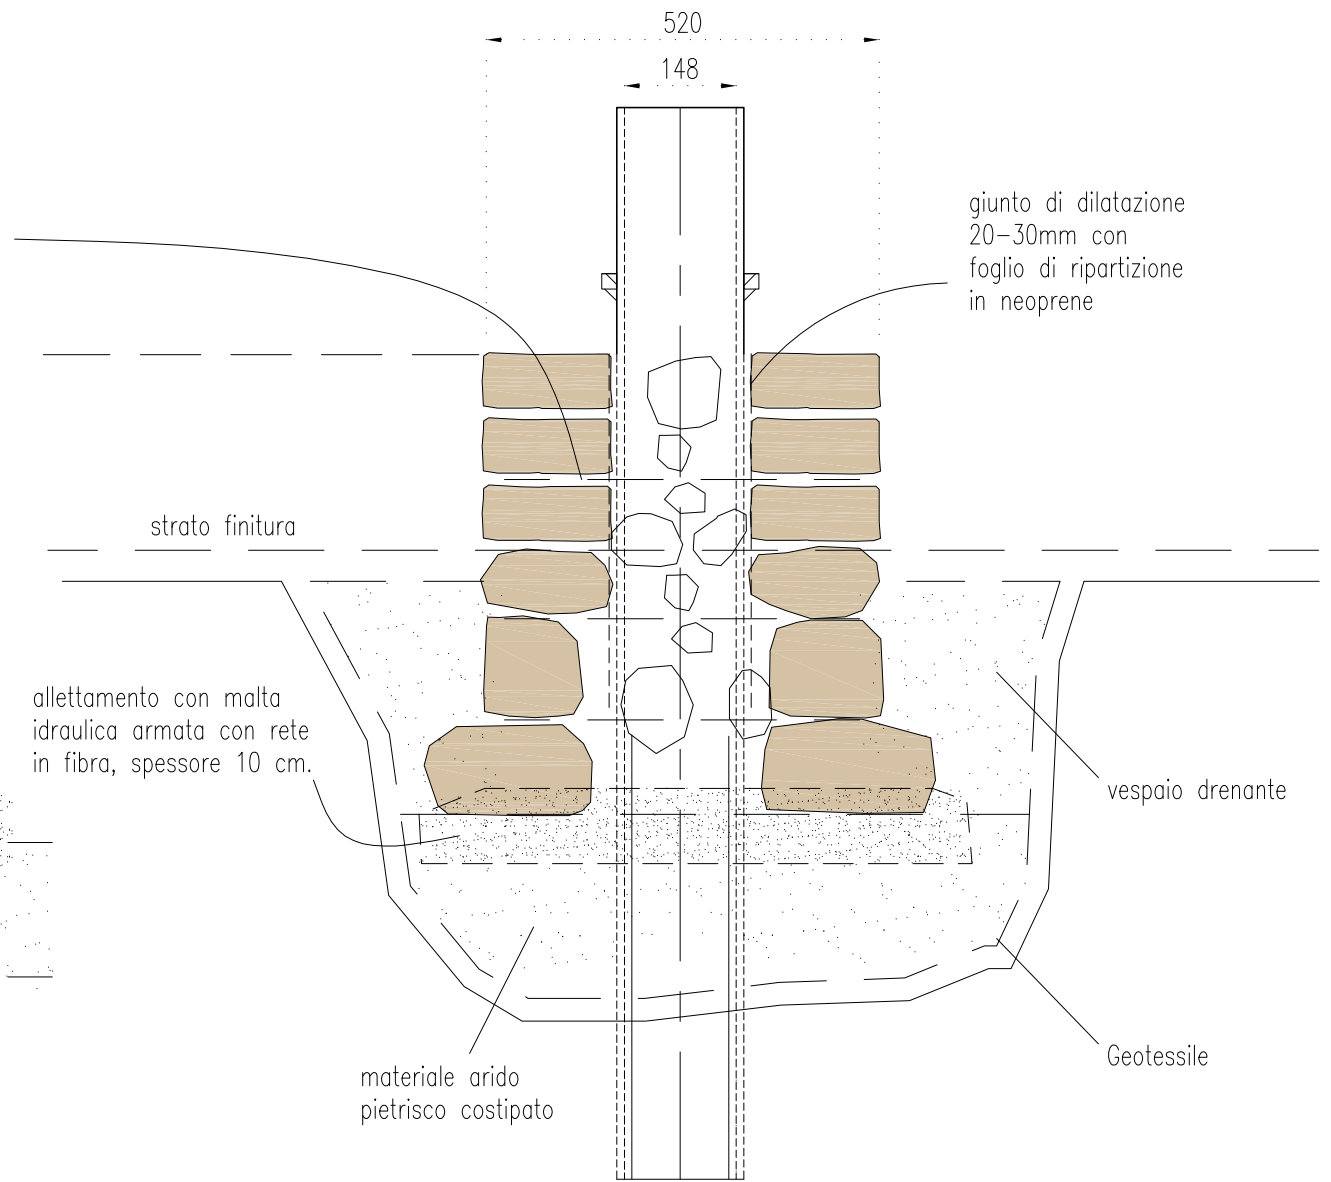 520
148
giunto di dilatazione
20-30mm con
foglio di ripartizione
in neoprene
strato finitura
allettamento con malta
idraulica armata con rete
in fibra, spessore 10 cm.
vespaio drenante
Geotessile
materiale arido
pietrisco costipato